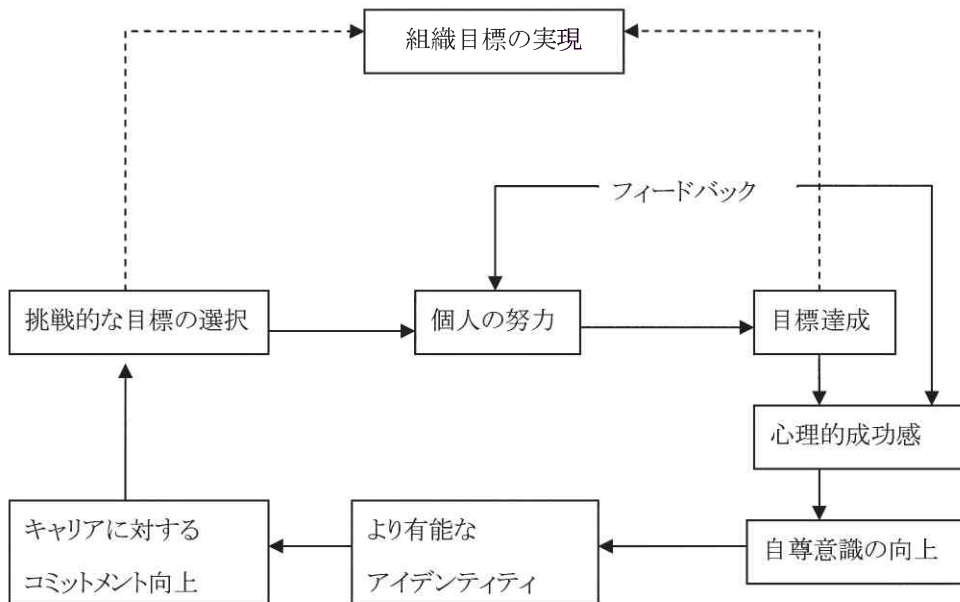 組織目標の実現
フィードバック
挑戦的な目標の選択
個人の努力
目標達成
心理的成功感
キャリアに対する
コミットメント向上
より有能な
アイデンティティ
自尊意識の向上